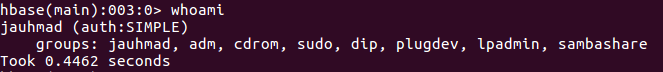 hbase(main):003:0> whoami
jauhmad (auth:SIMPLE)
    groups: jauhmad, adm, cdrom, sudo, dip, plugdev, lpadmin, sambashare
Took 0.4462 seconds